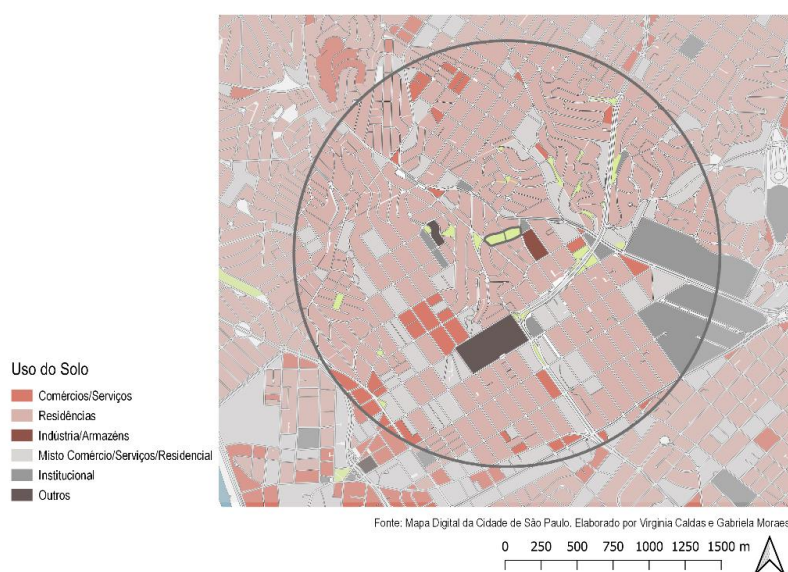 Uso do Solo
Comércios/Serviços
Residências
Indústria/Armazéns
Misto Comércio/Serviços/Residencial
Institucional
Outros
Fonte: Mapa Digital da Cidade de São Paulo. Elaborado por Virginia Caldas e Gabriela Moraes
0 250 500 750 1000 1250 1500 m